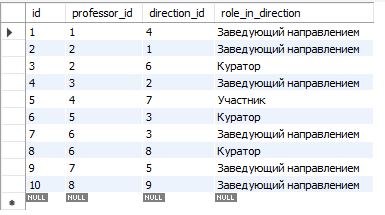 id professor_id direction_id role_in_direction
1 1 4 Заведующий направлением
2 2 1 Заведующий направлением
3 2 6 Куратор
4 3 2 Заведующий направлением
5 4 7 Участник
6 5 3 Куратор
7 6 3 Заведующий направлением
8 6 8 Куратор
9 7 5 Заведующий направлением
10 8 9 Заведующий направлением
NULL NULL NULL NULL